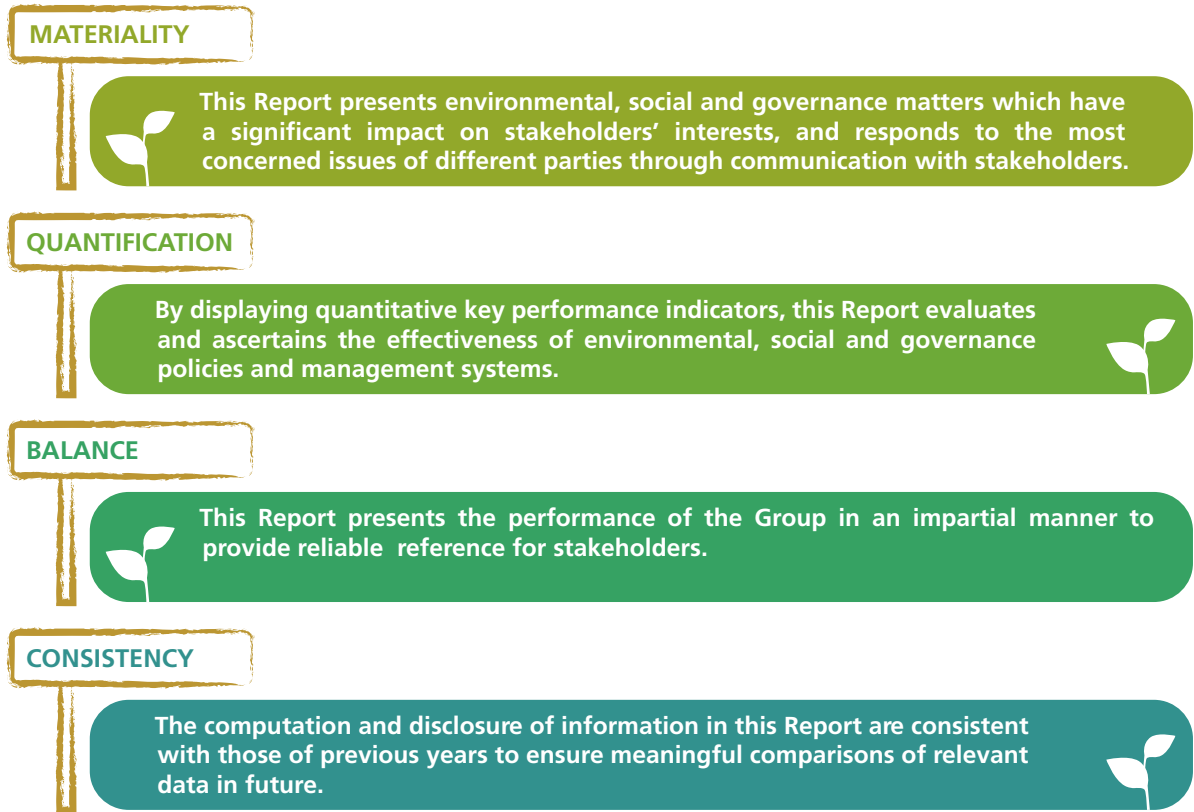 MATERIALITY
This Report presents environmental, social and governance matters which have
a significant impact on stakeholders’ interests, and responds to the most
concerned issues of different parties through communication with stakeholders.
QUANTIFICATION
By displaying quantitative key performance indicators, this Report evaluates
and ascertains the effectiveness of environmental, social and governance
policies and management systems.
BALANCE
This Report presents the performance of the Group in an impartial manner to
provide reliable reference for stakeholders.
CONSISTENCY
The computation and disclosure of information in this Report are consistent
with those of previous years to ensure meaningful comparisons of relevant
data in future.